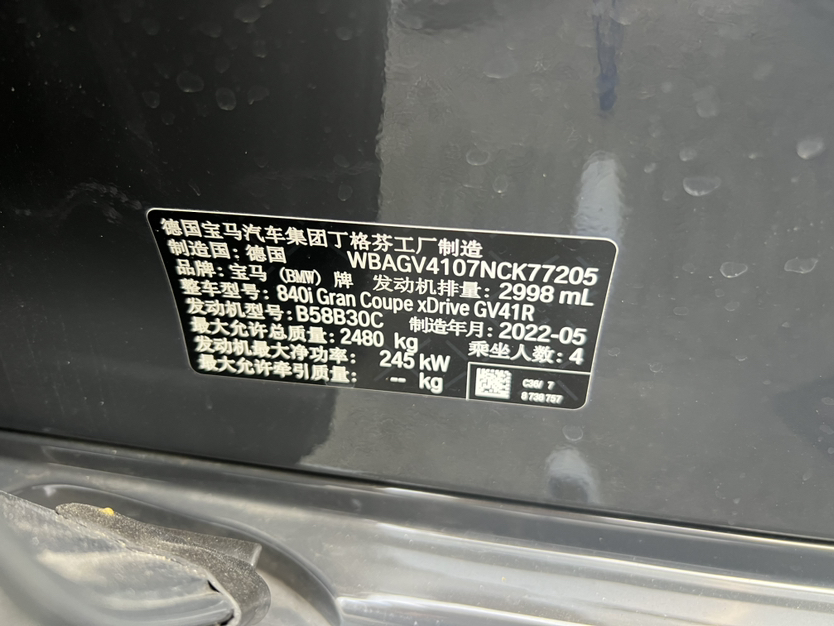 德国宝马汽车集团丁格芬工厂制造
制造国：德国 WBAGV4107NCK77205
品牌：宝马（BMW）牌 发动机排量：2998 mL
整车型号：840i Gran Coupe xDrive GV41R
发动机型号：B58B30C 制造年月：2022-05
最大允许总质量：2480 kg 乘坐人数：4
发动机最大净功率： 245 kW
最大允许牵引质量： -- kg
C36/ 7
8 738 757